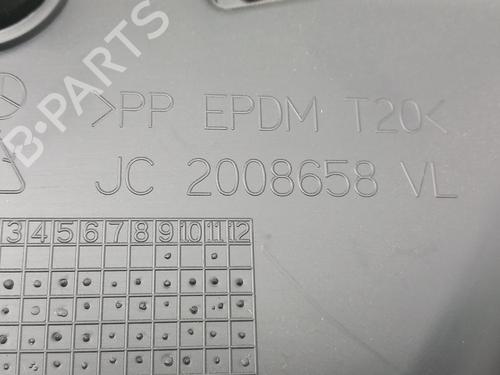 >PP EPDM T20<
JC 2008658 VL
3 4 5 6 7 8 9 10 11 12
B-PARTS